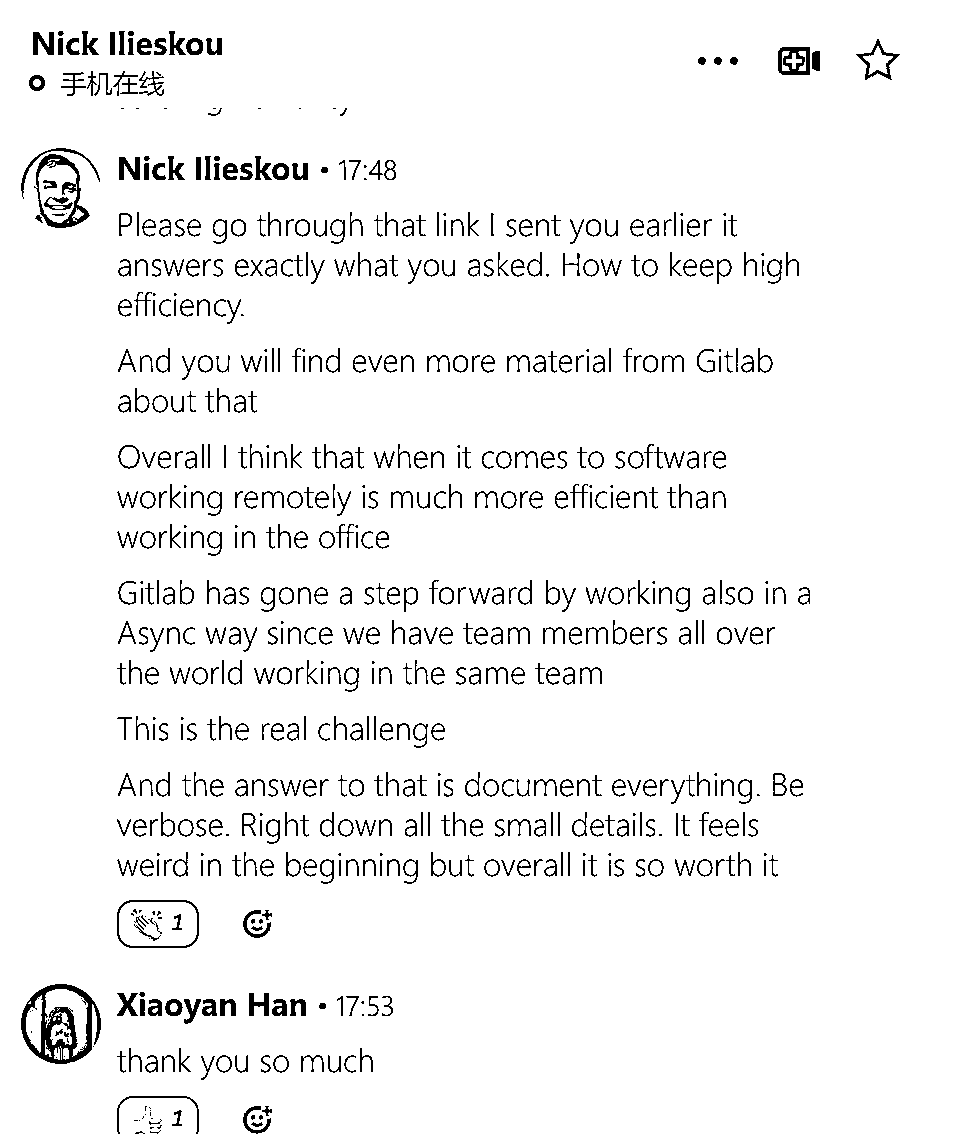 Nick Ilieskou
手机在线
Nick Ilieskou • 17:48
Please go through that link I sent you earlier it
answers exactly what you asked. How to keep high
efficiency.
And you will find even more material from Gitlab
about that
Overall I think that when it comes to software
working remotely is much more efficient than
working in the office
Gitlab has gone a step forward by working also in a
Async way since we have team members all over
the world working in the same team
This is the real challenge
And the answer to that is document everything. Be
verbose. Right down all the small details. It feels
weird in the beginning but overall it is so worth it
1
Xiaoyan Han • 17:53
thank you so much
1